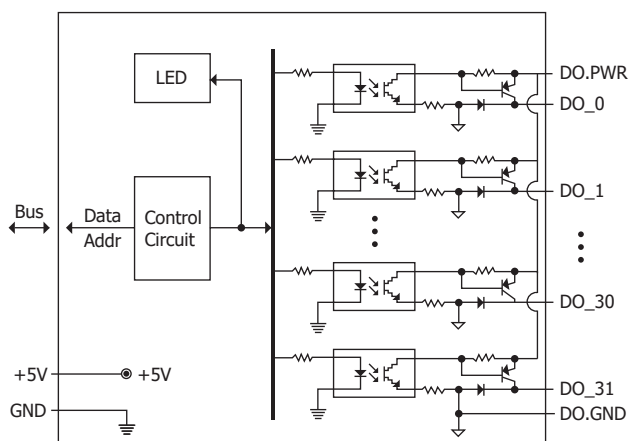 LED
DO.PWR
DO_0
DO_1
Bus
Data
Addr
Control
Circuit
DO_30
+5V
+5V
DO_31
GND
DO.GND